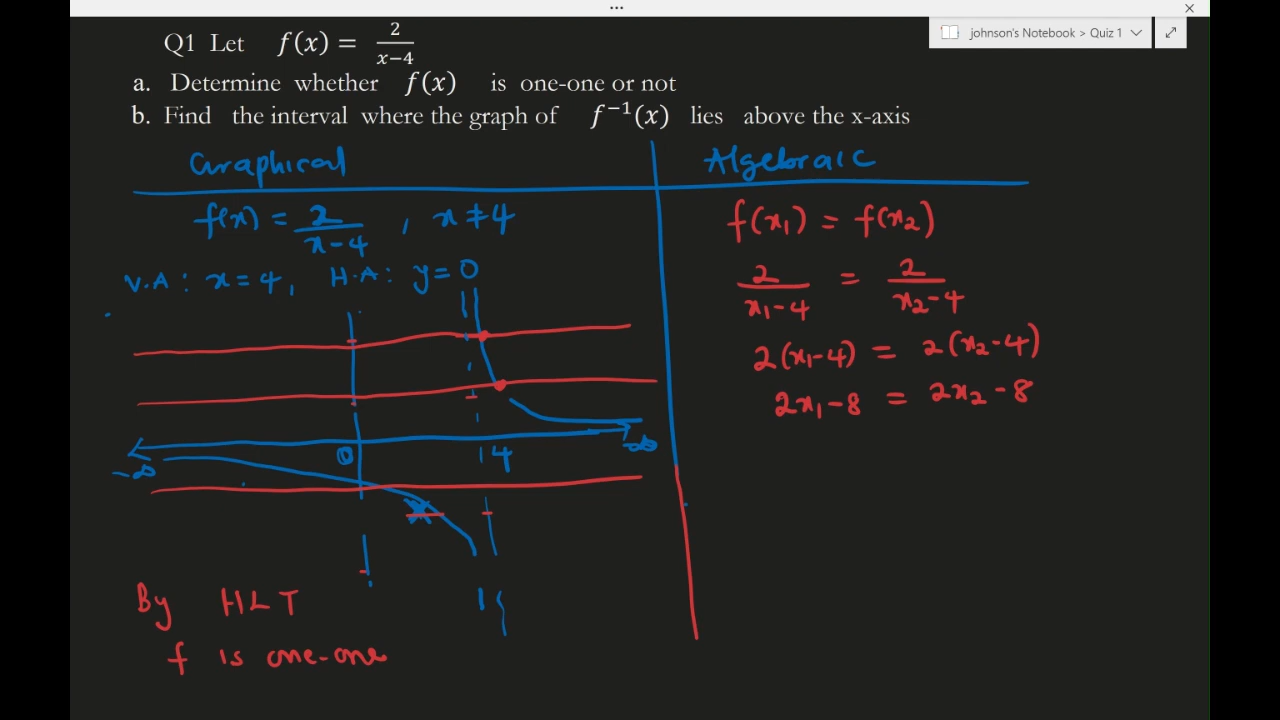 ...
johnson's Notebook > Quiz 1
Q1 Let f(x) = 2/(x−4)
a. Determine whether f(x) is one-one or not
b. Find the interval where the graph of f⁻¹(x) lies above the x-axis
Graphical
f(x) = 2/(x−4) , x ≠ 4
V.A : x = 4, H.A : y = 0
-∞ 0 4 ∞
By HLT
f is one-one
Algebraic
f(x₁) = f(x₂)
2/(x₁−4) = 2/(x₂−4)
2(x₁−4) = 2(x₂−4)
2x₁−8 = 2x₂−8